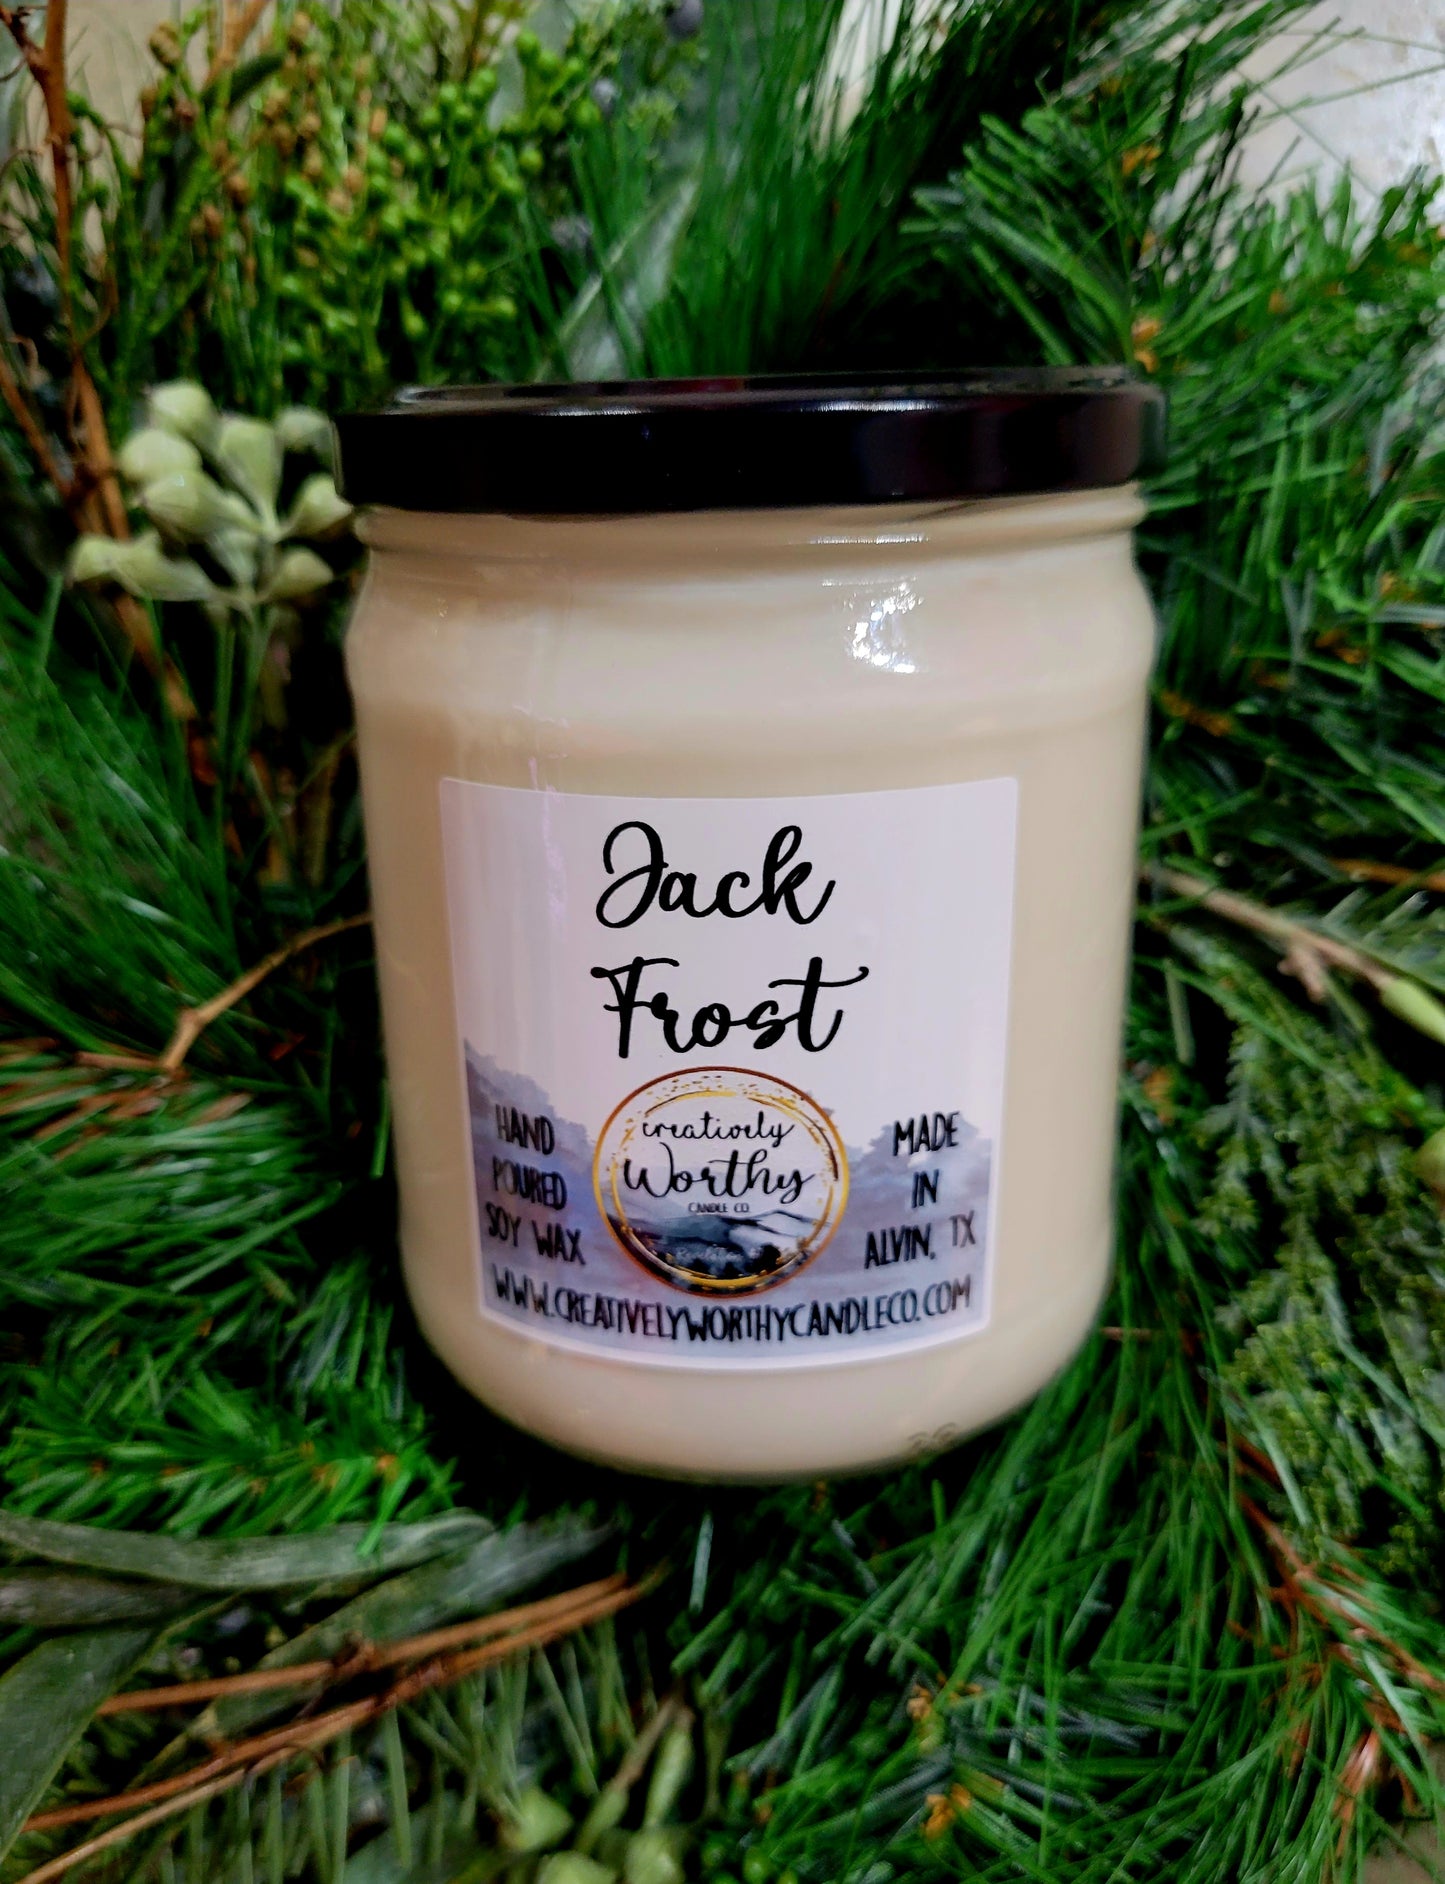 Jack
Frost
HAND
POURED
SOY WAX
creatively
Worthy
CANDLE CO.
MADE
IN
ALVIN, TX
WWW.CREATIVELYWORTHYCANDLECO.COM